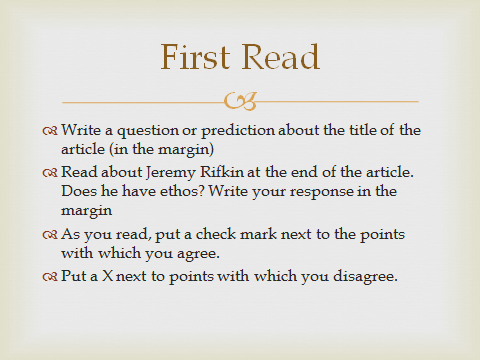 First Read
Write a question or prediction about the title of the
article (in the margin)
Read about Jeremy Rifkin at the end of the article.
Does he have ethos? Write your response in the
margin
As you read, put a check mark next to the points
with which you agree.
Put a X next to points with which you disagree.